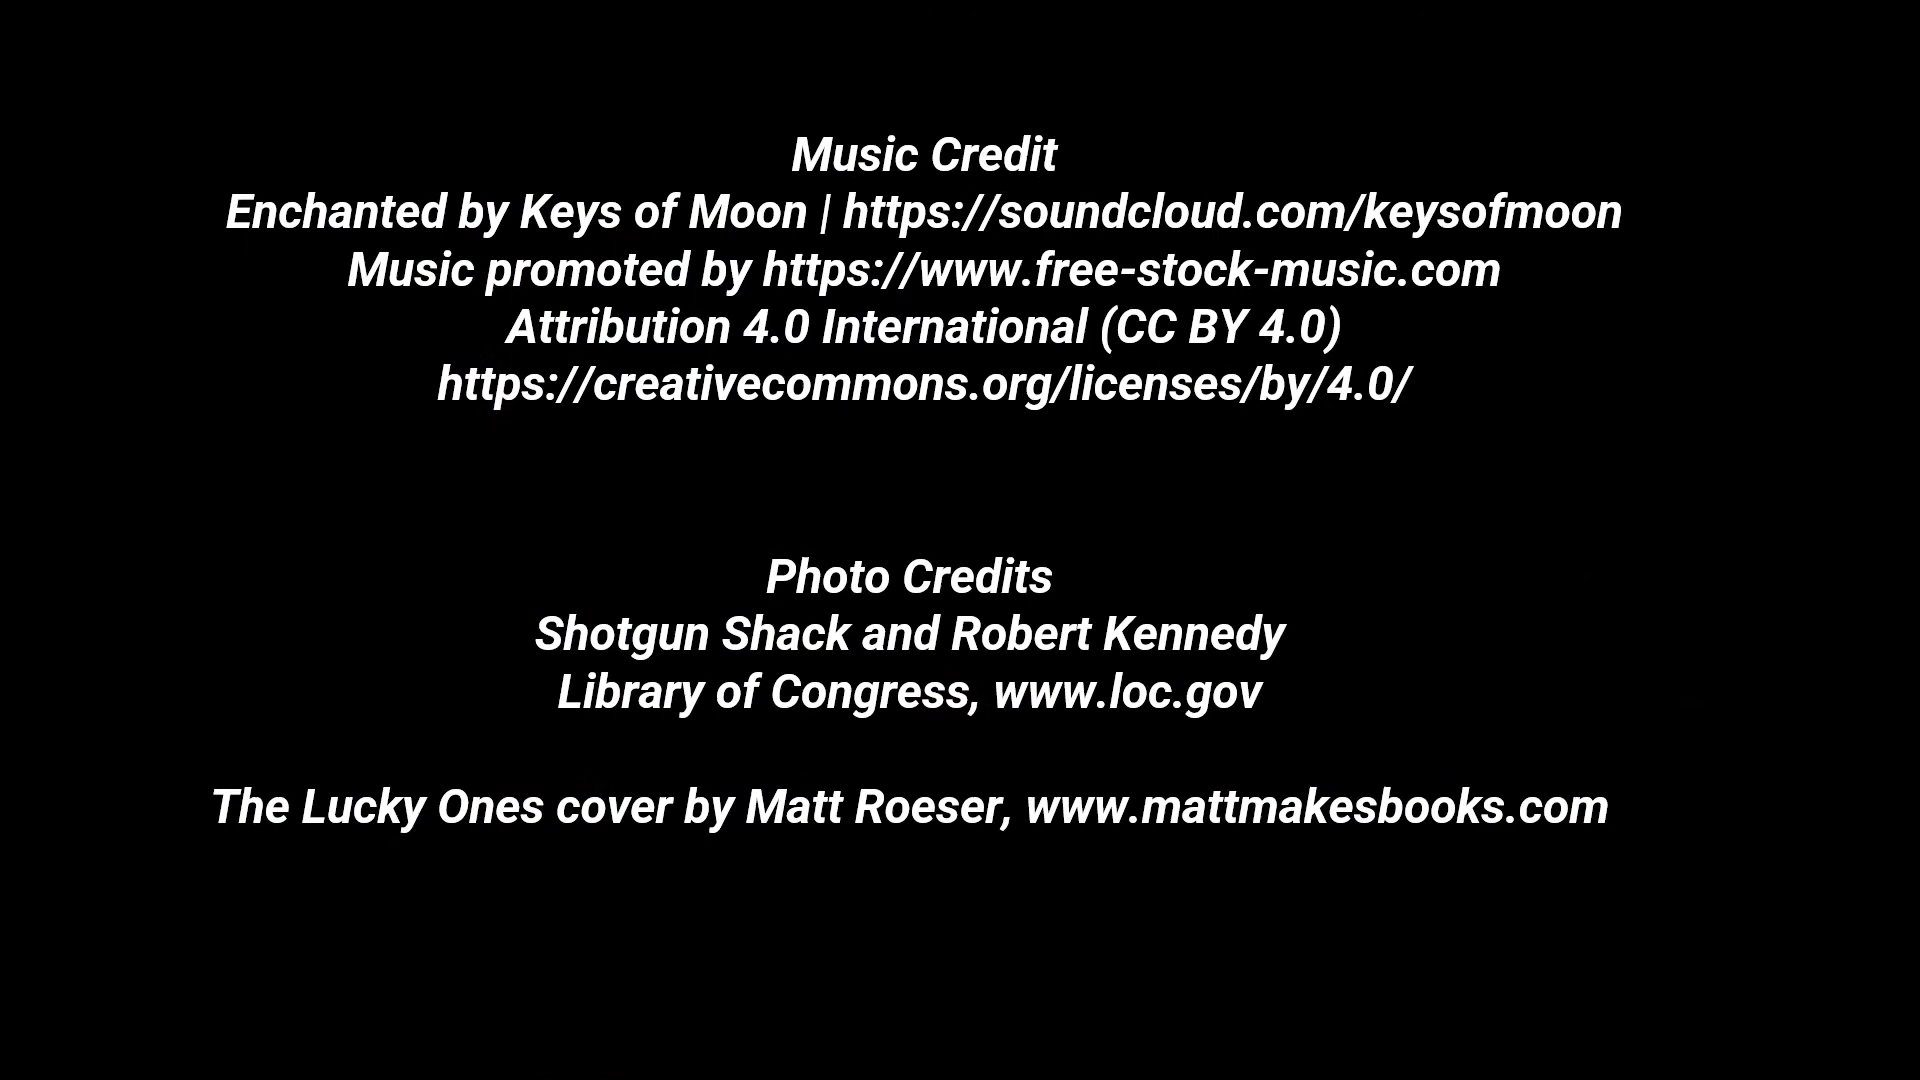 Music Credit
Enchanted by Keys of Moon | https://soundcloud.com/keysofmoon
Music promoted by https://www.free-stock-music.com
Attribution 4.0 International (CC BY 4.0)
https://creativecommons.org/licenses/by/4.0/
Photo Credits
Shotgun Shack and Robert Kennedy
Library of Congress, www.loc.gov
The Lucky Ones cover by Matt Roeser, www.mattmakesbooks.com